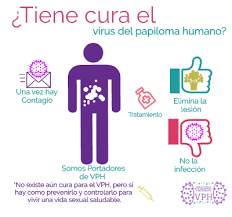 ¿Tiene cura el
virus del papiloma humano?
Una vez hay
Contagio
Tratamiento
Elimina la
lesión
Somos Portadores
de VPH
No la
infección
*No existe aún cura para el VPH, pero sí
hay como prevenirlo y controlarlo para
vivir una vida sexual saludable.
VPH